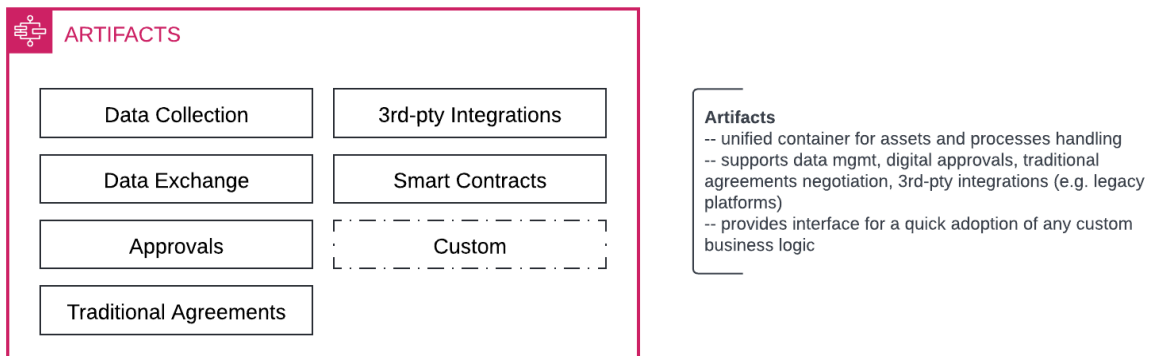 ARTIFACTS
Data Collection
3rd-pty Integrations
Data Exchange
Smart Contracts
Approvals
Custom
Traditional Agreements
Artifacts
-- unified container for assets and processes handling
-- supports data mgmt, digital approvals, traditional
agreements negotiation, 3rd-pty integrations (e.g. legacy
platforms)
-- provides interface for a quick adoption of any custom
business logic